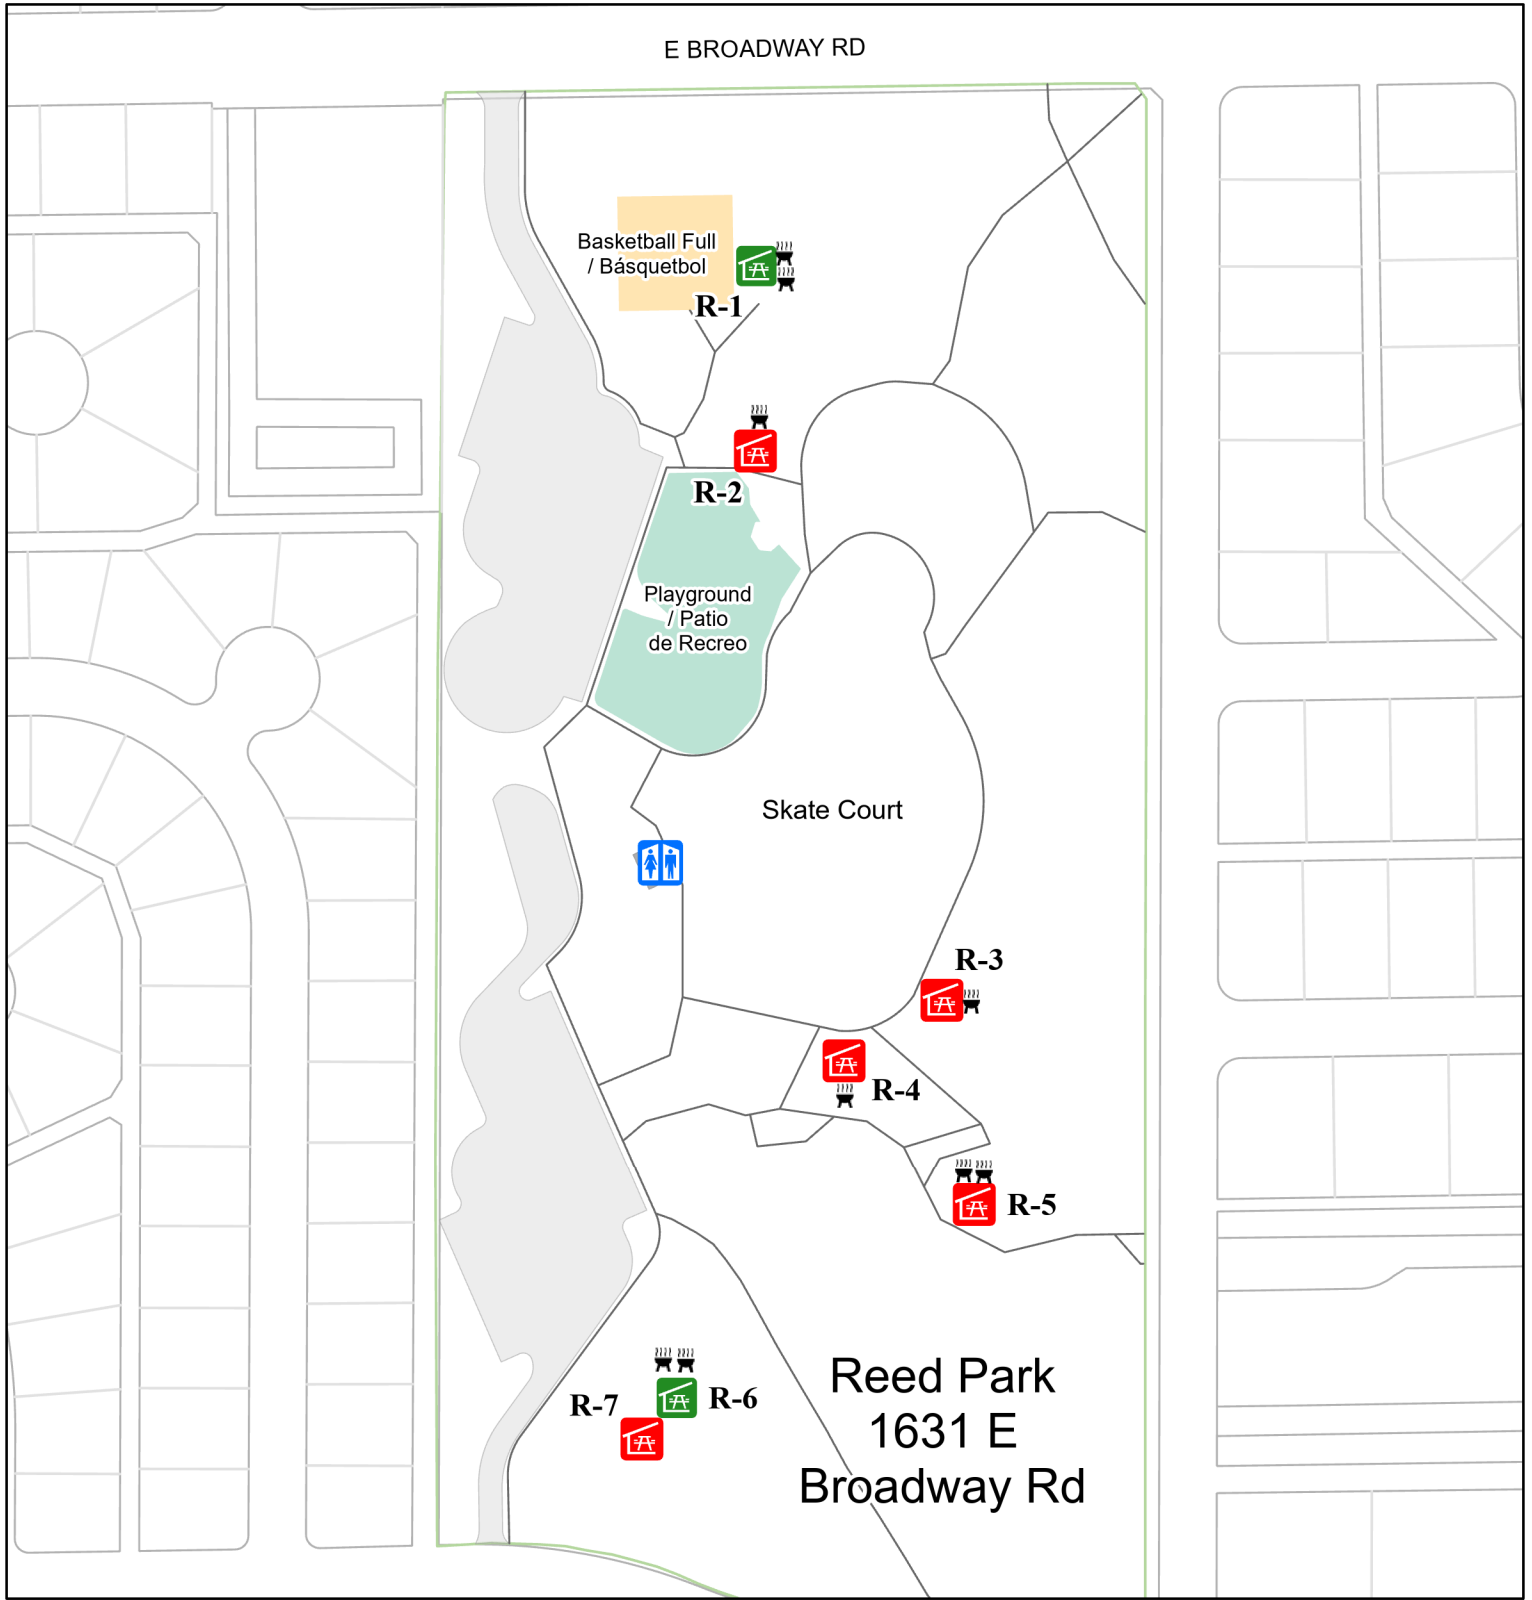 E BROADWAY RD
Basketball Full
/ Básquetbol
R-1
R-2
Playground
/ Patio
de Recreo
Skate Court
R-3
R-4
R-5
R-7
R-6
Reed Park
1631 E
Broadway Rd